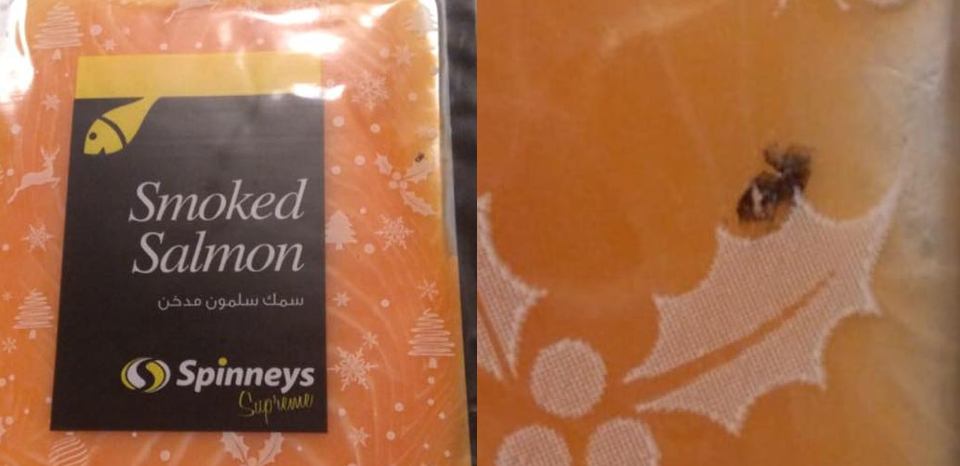 Smoked
Salmon
سمك سلمون مدخن
Spinneys
Supreme